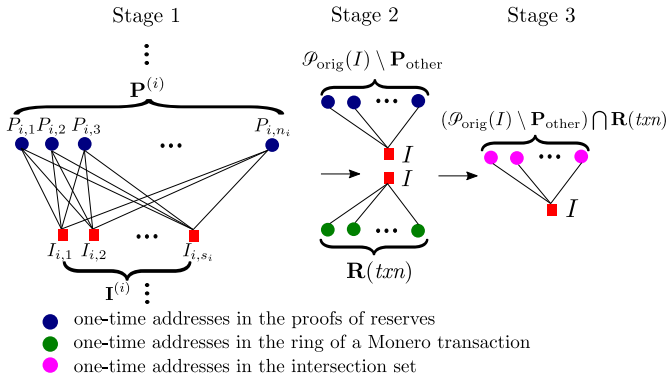 Stage 1
Stage 2
Stage 3
⋮
𝐏^(i)
P_{i,1} P_{i,2} P_{i,3} ··· P_{i,n_i}
I_{i,1} I_{i,2} ··· I_{i,s_i}
𝐈^(i)
⋮
𝒫_orig(I) \ 𝐏_other
···
I
I
···
𝐑(txn)
(𝒫_orig(I) \ 𝐏_other) ⋂ 𝐑(txn)
···
I
one-time addresses in the proofs of reserves
one-time addresses in the ring of a Monero transaction
one-time addresses in the intersection set